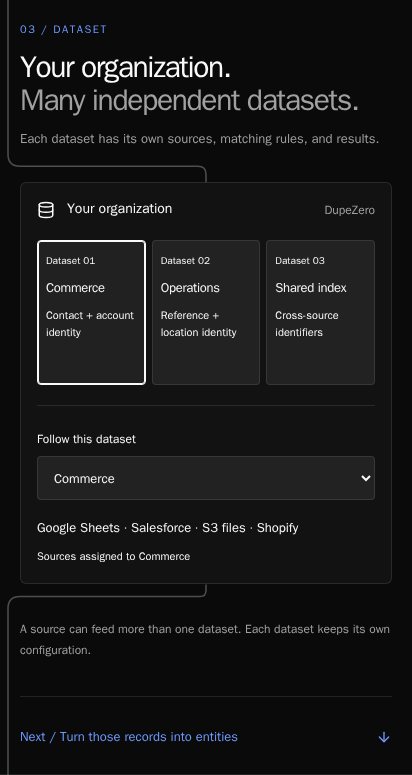 03 / DATASET
Your organization.
Many independent datasets.
Each dataset has its own sources, matching rules, and results.
Your organization
DupeZero
Dataset 01
Commerce
Contact + account
identity
Dataset 02
Operations
Reference +
location identity
Dataset 03
Shared index
Cross-source
identifiers
Follow this dataset
Commerce
Google Sheets · Salesforce · S3 files · Shopify
Sources assigned to Commerce
A source can feed more than one dataset. Each dataset keeps its own
configuration.
Next / Turn those records into entities